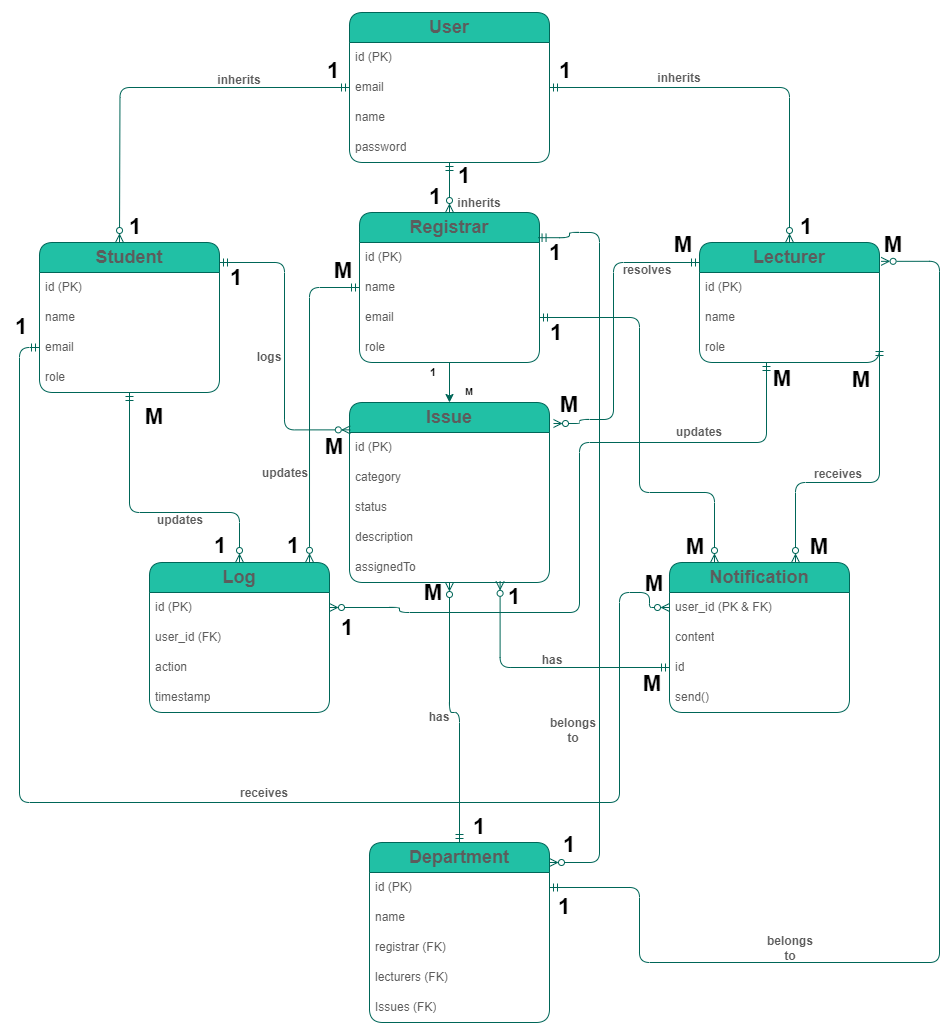 User
id (PK)
email
name
password
1
1
inherits
inherits
1
1
inherits
1
1
Student
id (PK)
name
email
role
1
1
M
Registrar
id (PK)
name
email
role
1
1
M
1
M
Lecturer
id (PK)
name
role
M
M
M
M
resolves
logs
updates
updates
updates
receives
Issue
id (PK)
category
status
description
assignedTo
M
M
M
1
Log
id (PK)
user_id (FK)
action
timestamp
1
1
1
Notification
user_id (PK & FK)
content
id
send()
M
M
M
M
has
has
belongs
to
receives
Department
id (PK)
name
registrar (FK)
lecturers (FK)
Issues (FK)
1
1
1
belongs
to